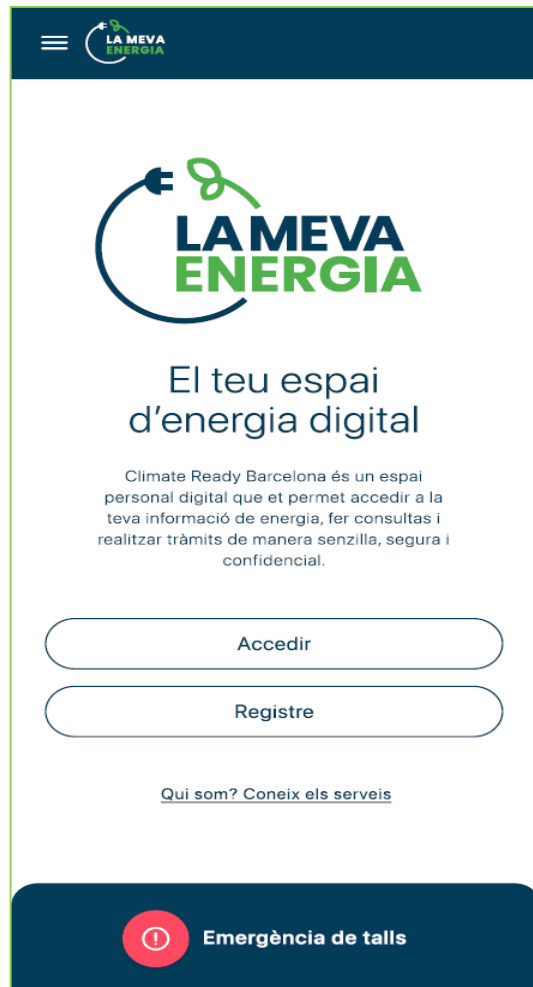 LA MEVA
ENERGIA
LA MEVA
ENERGIA
El teu espai
d'energia digital
Climate Ready Barcelona és un espai
personal digital que et permet accedir a la
teva informació de energia, fer consultas i
realitzar tràmits de manera senzilla, segura i
confidencial.
Accedir
Registre
Qui som? Coneix els serveis
Emergència de talls